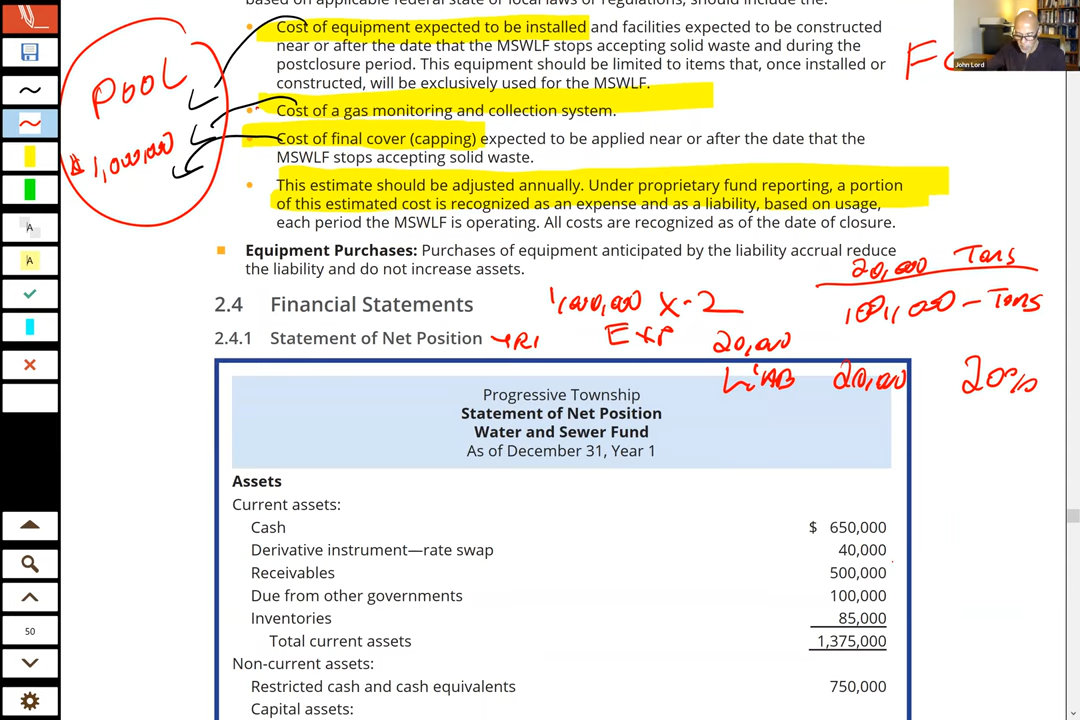 based on applicable federal state or local laws or regulations, should include the:
• Cost of equipment expected to be installed and facilities expected to be constructed
near or after the date that the MSWLF stops accepting solid waste and during the
postclosure period. This equipment should be limited to items that, once installed or
constructed, will be exclusively used for the MSWLF.
John Lord
POOL
$1,000,000
• Cost of a gas monitoring and collection system.
• Cost of final cover (capping) expected to be applied near or after the date that the
MSWLF stops accepting solid waste.
• This estimate should be adjusted annually. Under proprietary fund reporting, a portion
of this estimated cost is recognized as an expense and as a liability, based on usage,
each period the MSWLF is operating. All costs are recognized as of the date of closure.
Equipment Purchases: Purchases of equipment anticipated by the liability accrual reduce
the liability and do not increase assets.
20,000 Tons
100,000 - Tons
2.4 Financial Statements
1,000,000 X .2
2.4.1 Statement of Net Position
YR1
EXP 20,000
LIAB 20,000
20%
Progressive Township
Statement of Net Position
Water and Sewer Fund
As of December 31, Year 1
Assets
Current assets:
Cash $ 650,000
Derivative instrument—rate swap 40,000
Receivables 500,000
Due from other governments 100,000
Inventories 85,000
Total current assets 1,375,000
Non-current assets:
Restricted cash and cash equivalents 750,000
Capital assets:
A
A
50